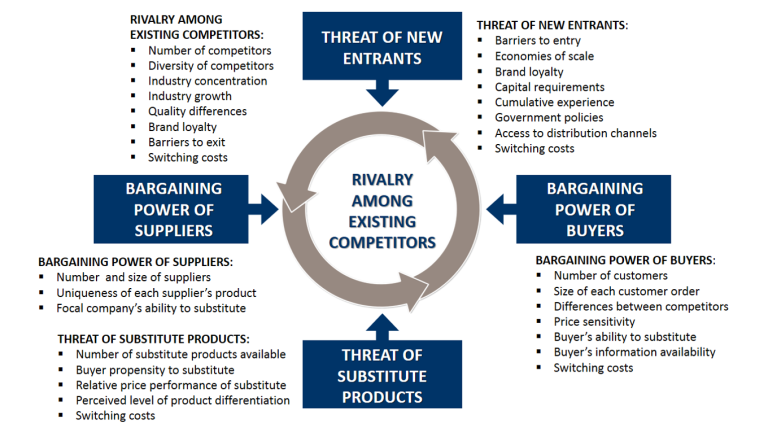 RIVALRY AMONG
EXISTING COMPETITORS:
▪ Number of competitors
▪ Diversity of competitors
▪ Industry concentration
▪ Industry growth
▪ Quality differences
▪ Brand loyalty
▪ Barriers to exit
▪ Switching costs
THREAT OF NEW
ENTRANTS
THREAT OF NEW ENTRANTS:
▪ Barriers to entry
▪ Economies of scale
▪ Brand loyalty
▪ Capital requirements
▪ Cumulative experience
▪ Government policies
▪ Access to distribution channels
▪ Switching costs
BARGAINING
POWER OF
SUPPLIERS
RIVALRY
AMONG
EXISTING
COMPETITORS
BARGAINING
POWER OF
BUYERS
BARGAINING POWER OF SUPPLIERS:
▪ Number and size of suppliers
▪ Uniqueness of each supplier's product
▪ Focal company's ability to substitute
BARGAINING POWER OF BUYERS:
▪ Number of customers
▪ Size of each customer order
▪ Differences between competitors
▪ Price sensitivity
▪ Buyer's ability to substitute
▪ Buyer's information availability
▪ Switching costs
THREAT OF SUBSTITUTE PRODUCTS:
▪ Number of substitute products available
▪ Buyer propensity to substitute
▪ Relative price performance of substitute
▪ Perceived level of product differentiation
▪ Switching costs
THREAT OF
SUBSTITUTE
PRODUCTS